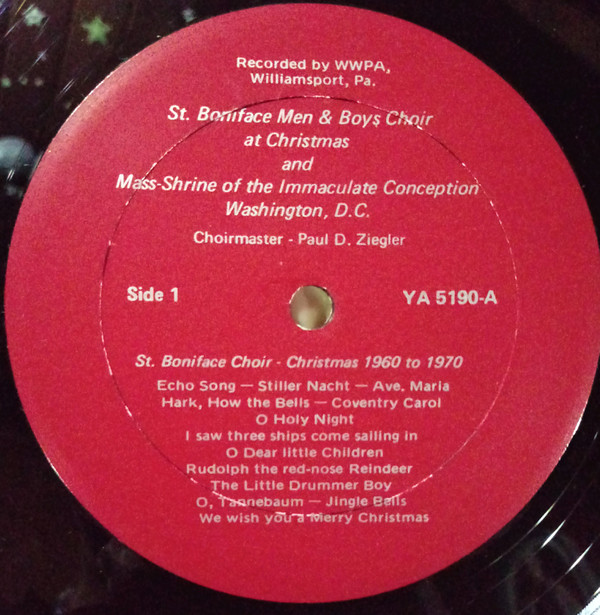 Recorded by WWPA,
Williamsport, Pa.
St. Boniface Men & Boys Choir
at Christmas
and
Mass-Shrine of the Immaculate Conception
Washington, D.C.
Choirmaster - Paul D. Ziegler
Side 1 YA 5190-A
St. Boniface Choir - Christmas 1960 to 1970
Echo Song — Stiller Nacht — Ave. Maria
Hark, How the Bells — Coventry Carol
O Holy Night
I saw three ships come sailing in
O Dear little Children
Rudolph the red-nose Reindeer
The Little Drummer Boy
O, Tannebaum — Jingle Balls
We wish you a Merry Christmas